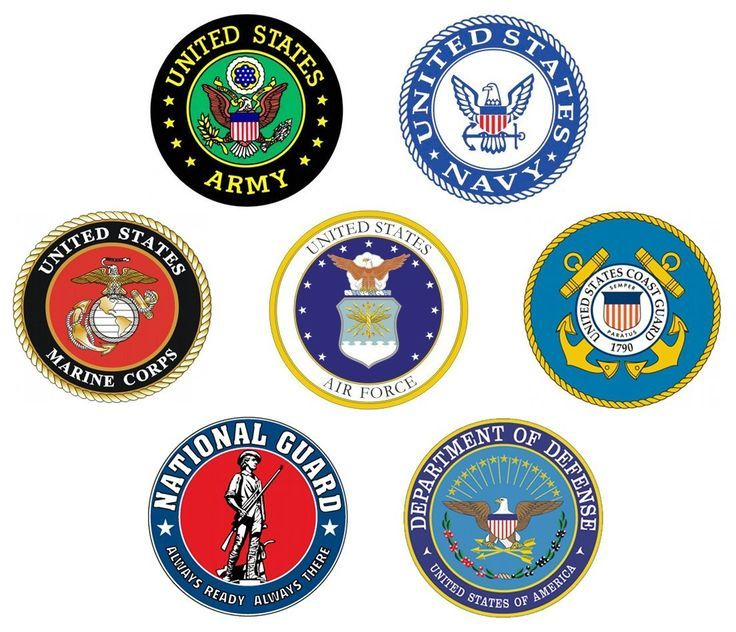 UNITED STATES
ARMY
UNITED STATES
NAVY
UNITED STATES
MARINE CORPS
UNITED STATES
AIR FORCE
UNITED STATES COAST GUARD
SEMPER
PARATUS
1790
NATIONAL GUARD
ALWAYS READY ALWAYS THERE
DEPARTMENT OF DEFENSE
UNITED STATES OF AMERICA